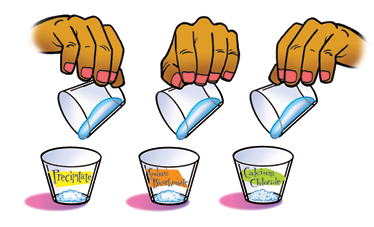 Precipitate
Sodium
Bicarbonate
Calcium
Chloride